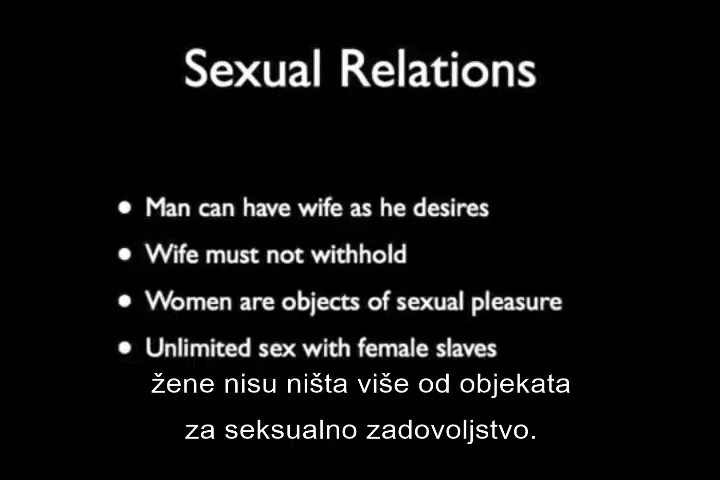 Sexual Relations
• Man can have wife as he desires
• Wife must not withhold
• Women are objects of sexual pleasure
• Unlimited sex with female slaves
žene nisu ništa više od objekata
za seksualno zadovoljstvo.